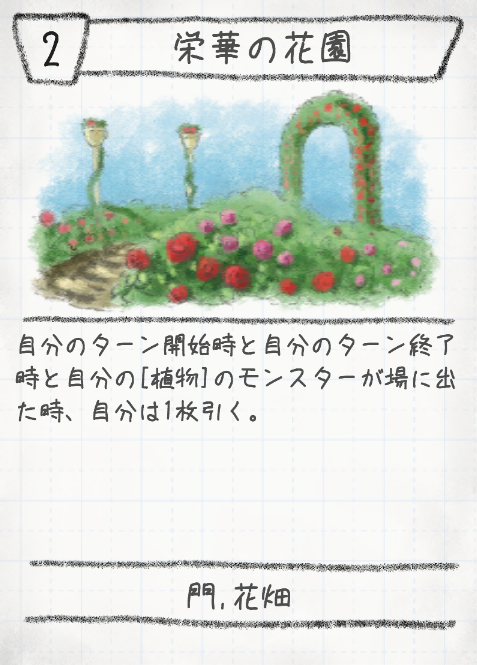 2
栄華の花園
自分のターン開始時と自分のターン終了
時と自分の[植物]のモンスターが場に出
た時、自分は1枚引く。
門,花畑